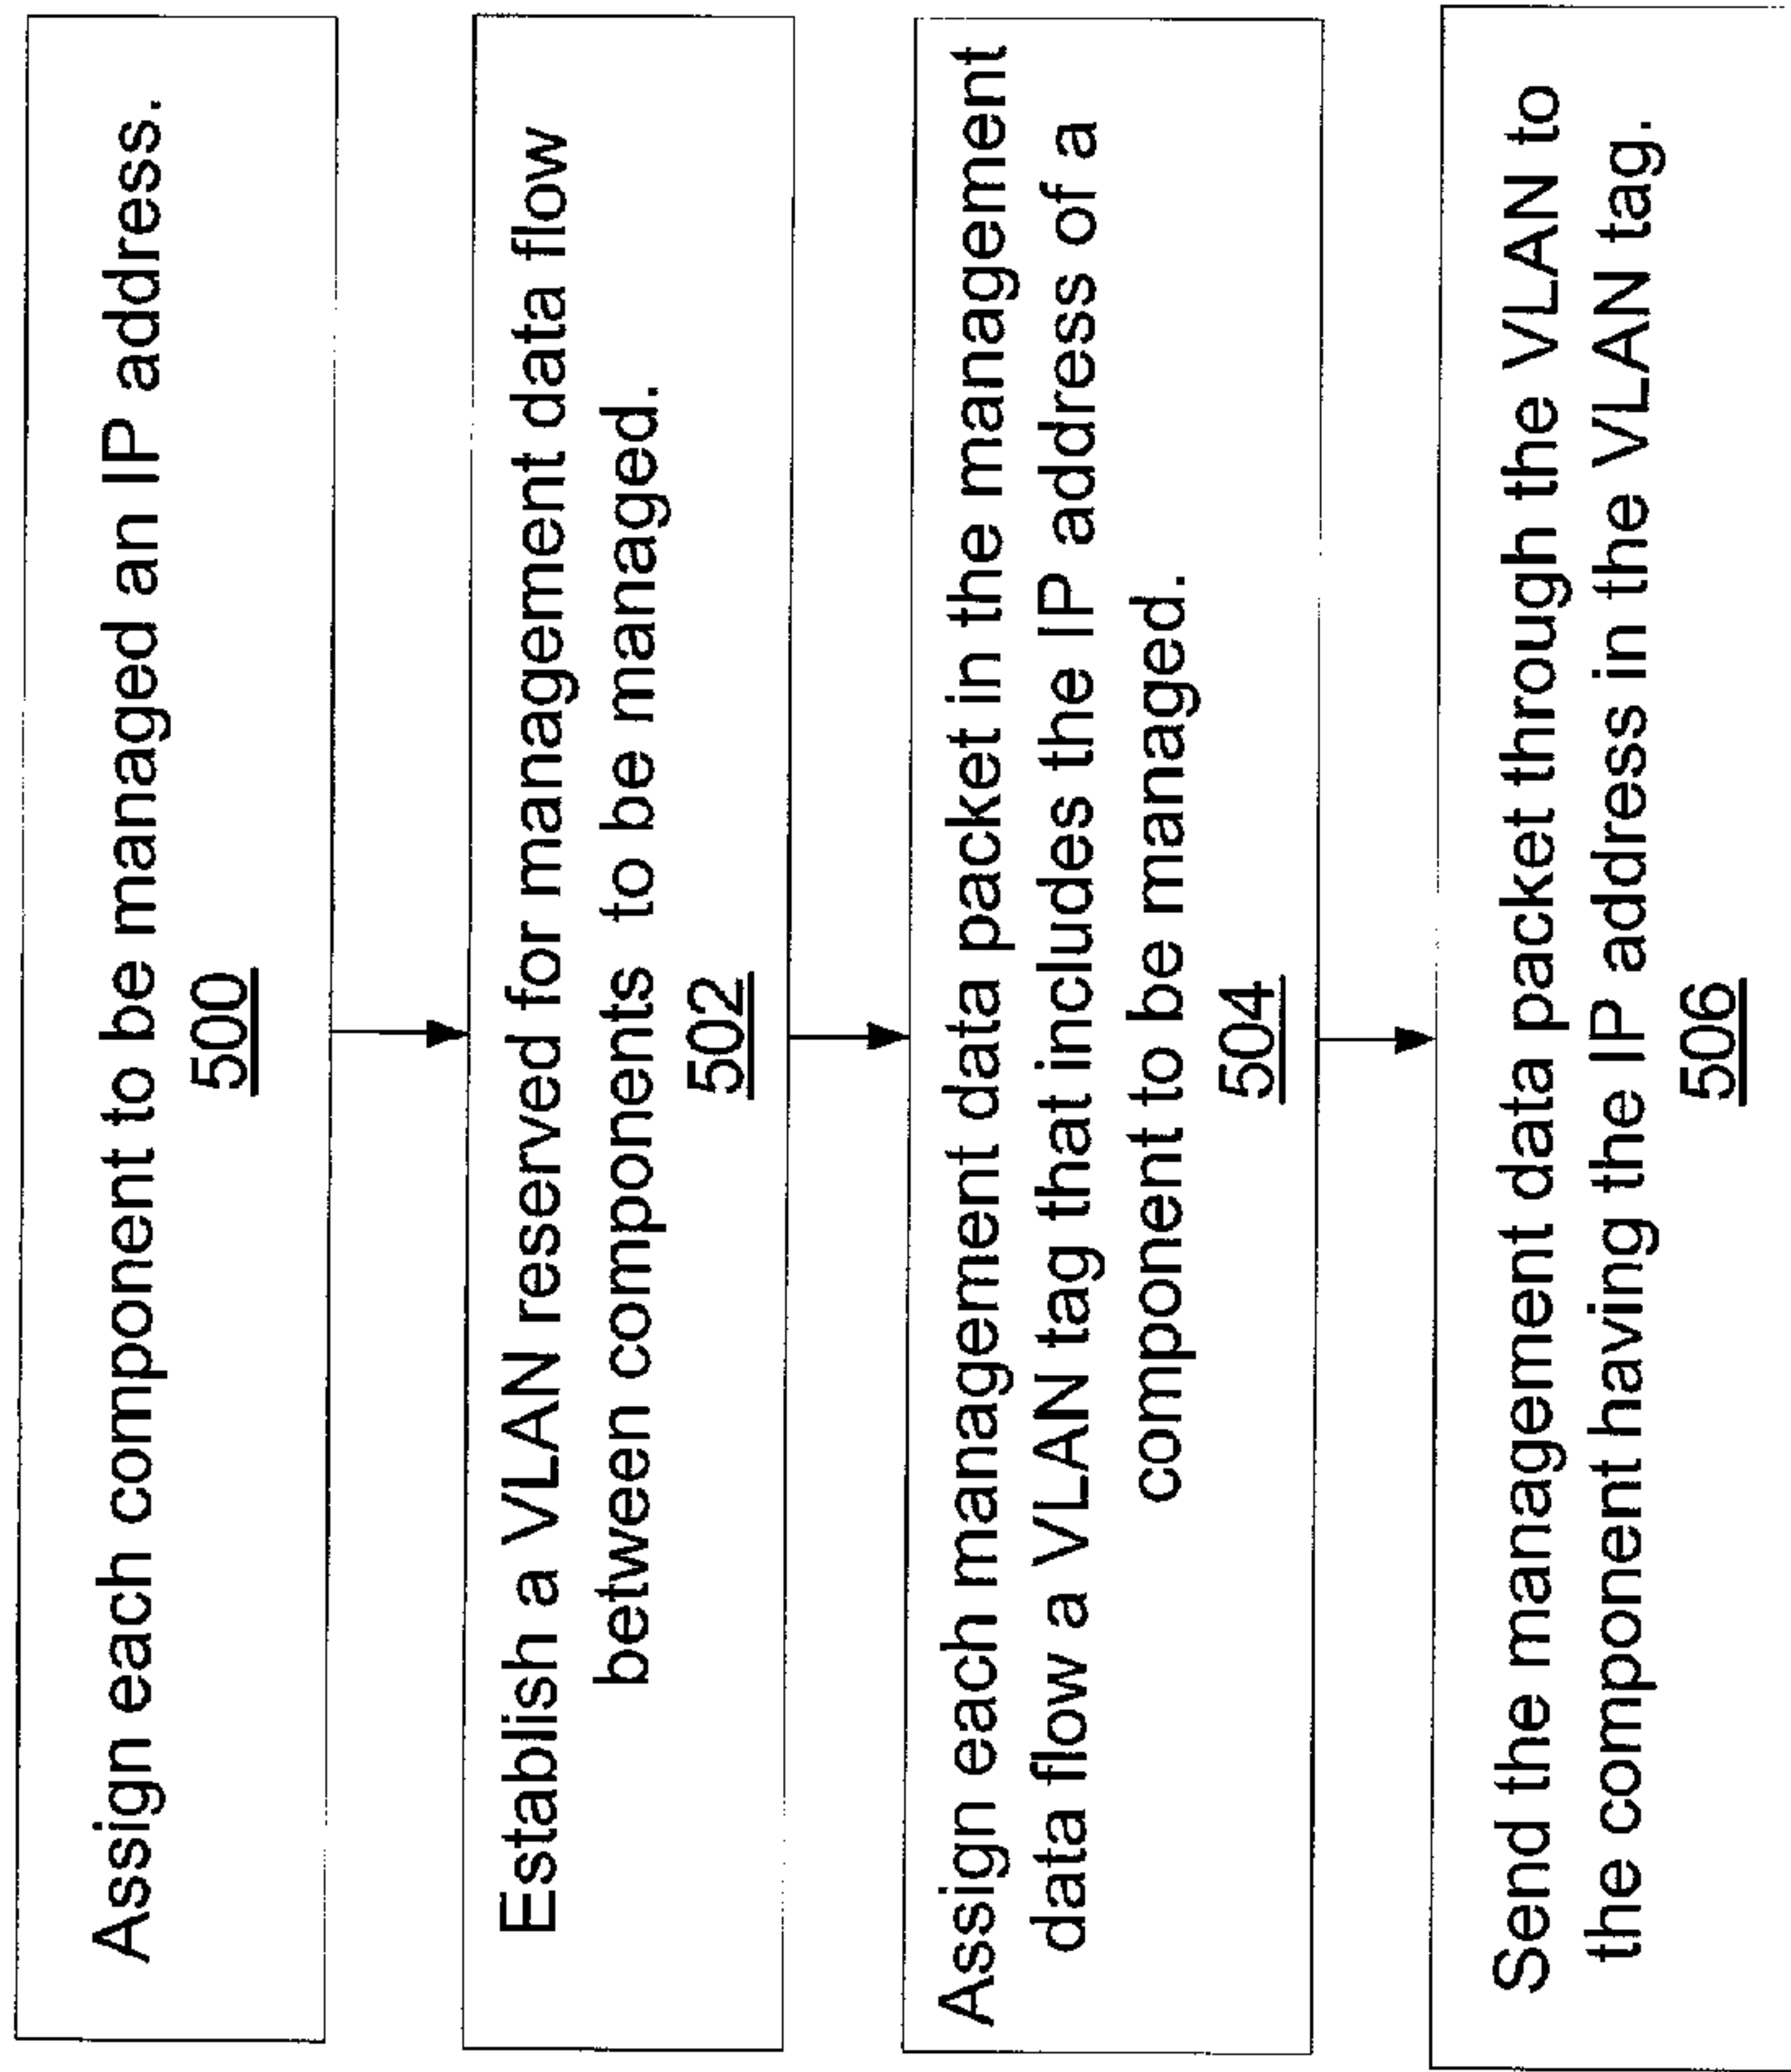 Assign each component to be managed an IP address.
500
Establish a VLAN reserved for management data flow
between components to be managed.
502
Assign each management data packet in the management
data flow a VLAN tag that includes the IP address of a
component to be managed.
504
Send the management data packet through the VLAN to
the component having the IP address in the VLAN tag.
506